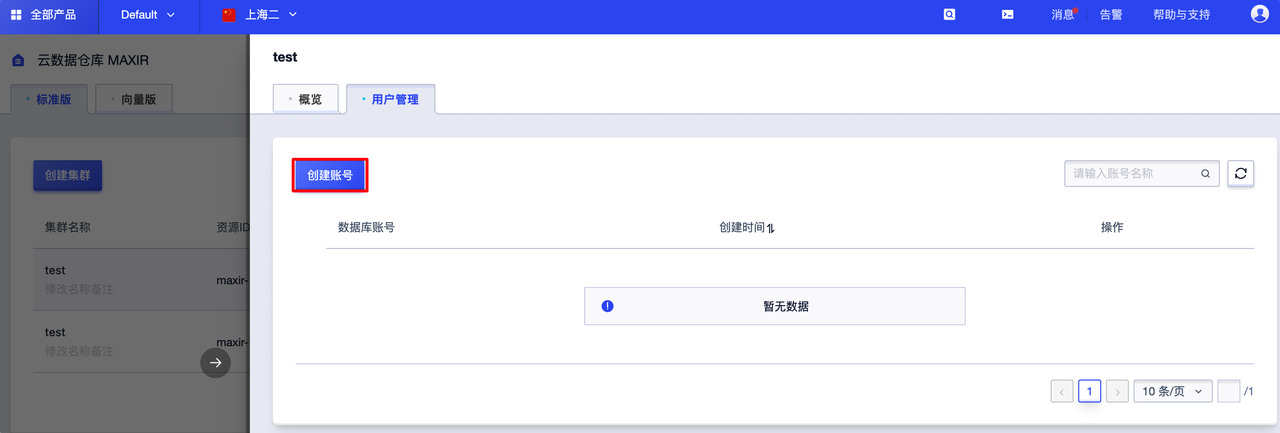 全部产品 Default 上海二 消息 告警 帮助与支持
云数据仓库 MAXIR
标准版 向量版
创建集群
集群名称 资源ID
test maxir-
修改名称备注
test maxir-
修改名称备注
test
概览 用户管理
创建账号 请输入账号名称
数据库账号 创建时间 操作
暂无数据
1 10 条/页 /1